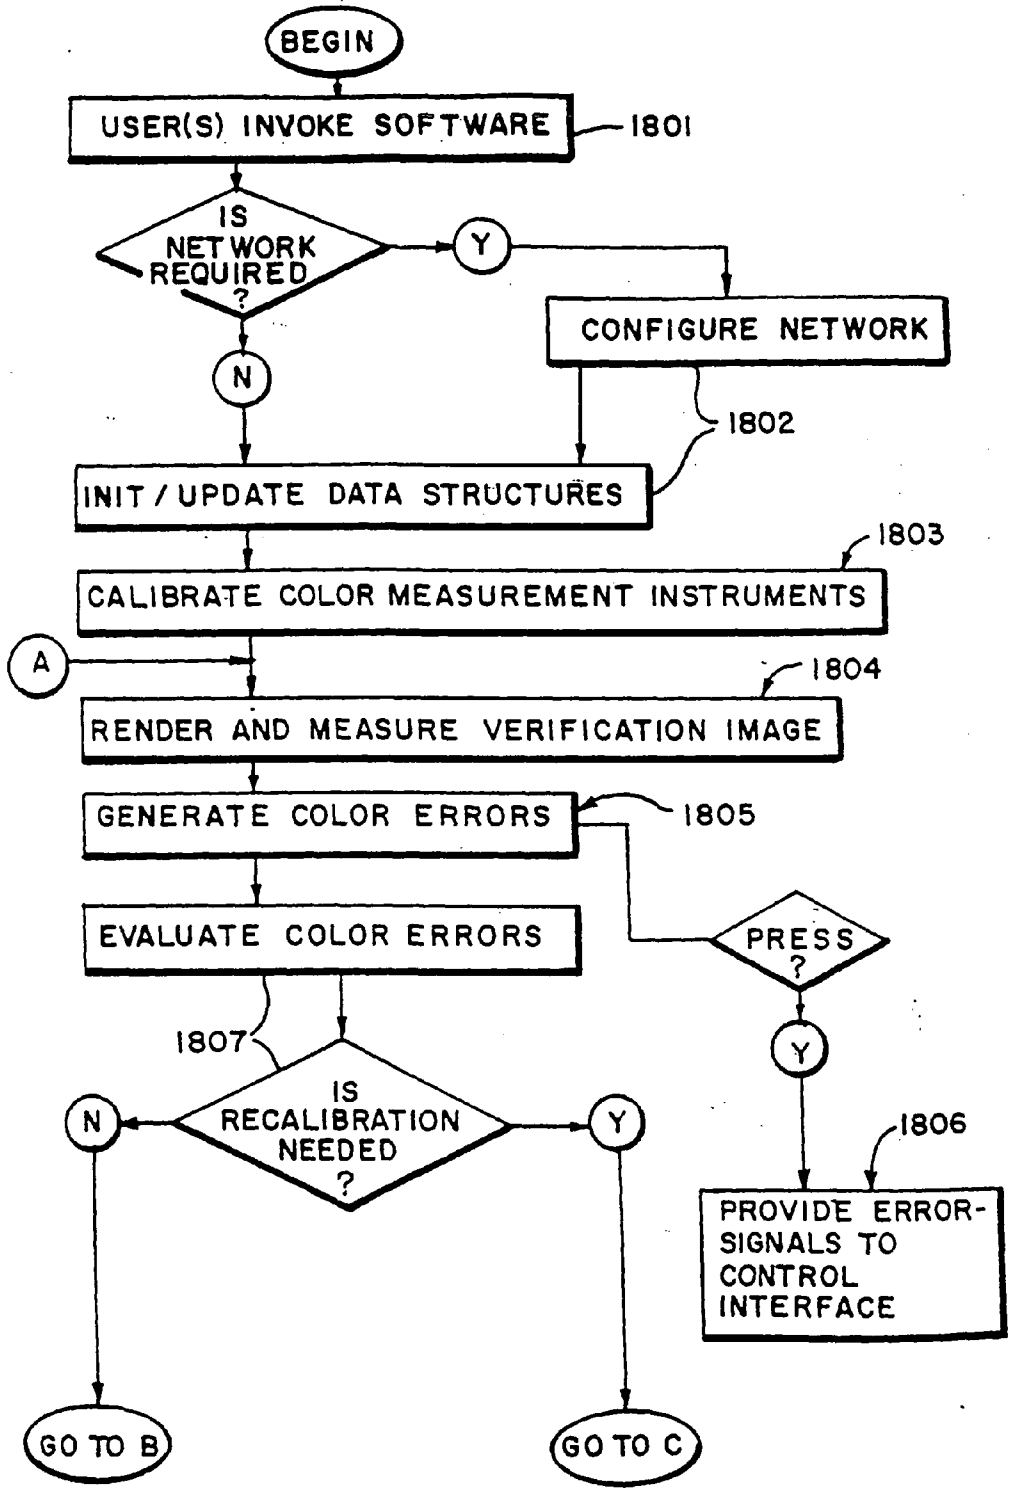 BEGIN
USER(S) INVOKE SOFTWARE
1801
IS
NETWORK
REQUIRED
?
Y
CONFIGURE NETWORK
N
1802
INIT / UPDATE DATA STRUCTURES
1803
CALIBRATE COLOR MEASUREMENT INSTRUMENTS
A
1804
RENDER AND MEASURE VERIFICATION IMAGE
GENERATE COLOR ERRORS
1805
EVALUATE COLOR ERRORS
PRESS
?
1807
Y
IS
RECALIBRATION
NEEDED
?
N
Y
1806
PROVIDE ERROR-
SIGNALS TO
CONTROL
INTERFACE
GO TO B
GO TO C